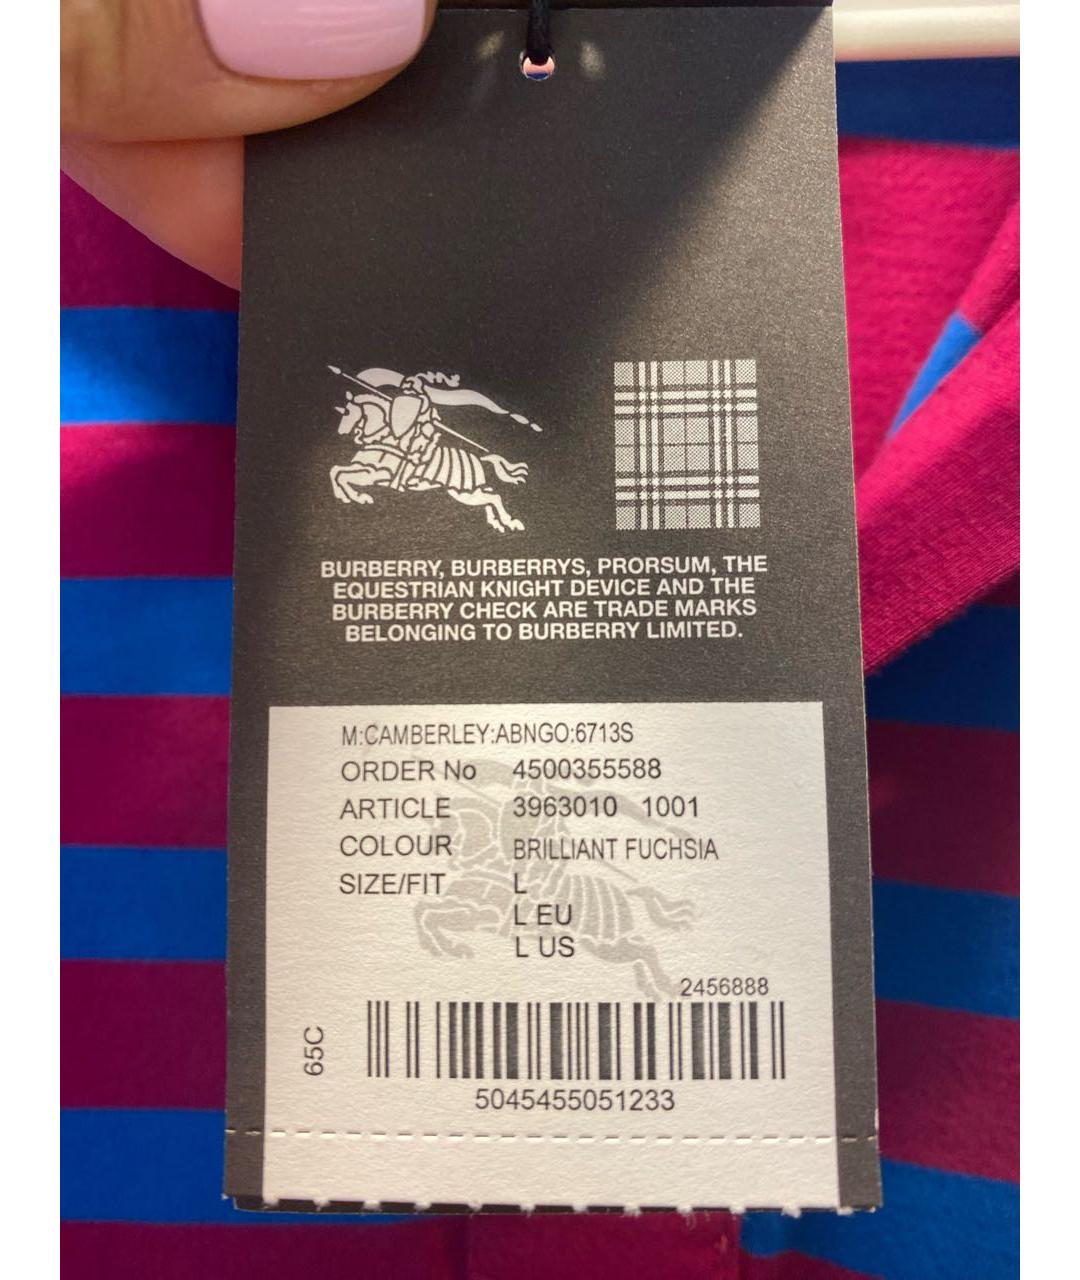 BURBERRY, BURBERRYS, PRORSUM, THE
EQUESTRIAN KNIGHT DEVICE AND THE
BURBERRY CHECK ARE TRADE MARKS
BELONGING TO BURBERRY LIMITED.
M:CAMBERLEY:ABNGO:6713S
ORDER No 4500355588
ARTICLE 3963010 1001
COLOUR BRILLIANT FUCHSIA
SIZE/FIT L
L EU
L US
2456888
65C
5045455051233